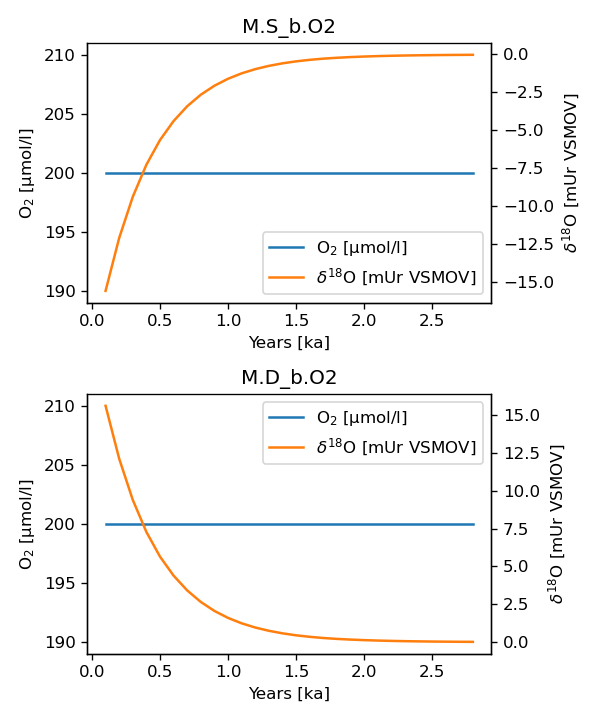 M.S_b.O2
210
205
200
195
190
O₂ [μmol/l]
0.0
−2.5
−5.0
−7.5
−10.0
−12.5
−15.0
δ¹⁸O [mUr VSMOV]
O₂ [μmol/l]
δ¹⁸O [mUr VSMOV]
0.0 0.5 1.0 1.5 2.0 2.5
Years [ka]
M.D_b.O2
210
205
200
195
190
O₂ [μmol/l]
15.0
12.5
10.0
7.5
5.0
2.5
0.0
δ¹⁸O [mUr VSMOV]
O₂ [μmol/l]
δ¹⁸O [mUr VSMOV]
0.0 0.5 1.0 1.5 2.0 2.5
Years [ka]